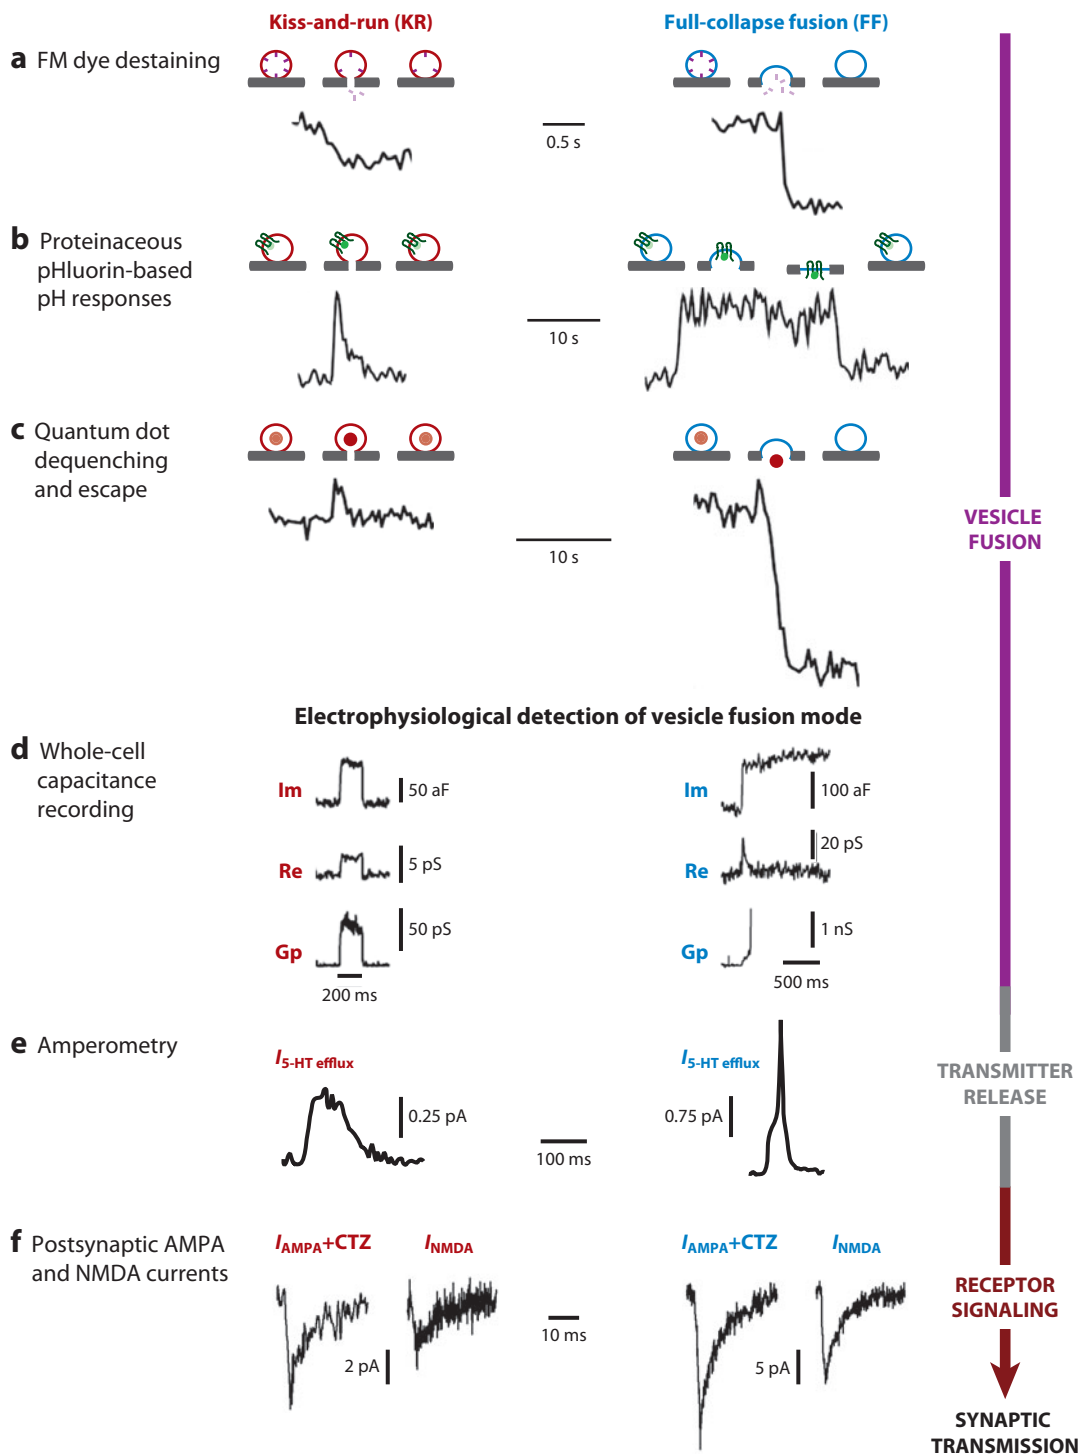 Kiss-and-run (KR)
Full-collapse fusion (FF)
a FM dye destaining
0.5 s
b Proteinaceous
pHluorin-based
pH responses
10 s
c Quantum dot
dequenching
and escape
10 s
VESICLE
FUSION
Electrophysiological detection of vesicle fusion mode
d Whole-cell
capacitance
recording
Im
50 aF
Im
100 aF
Re
5 pS
Re
20 pS
Gp
50 pS
Gp
1 nS
200 ms
500 ms
e Amperometry
I5-HT efflux
0.25 pA
100 ms
I5-HT efflux
0.75 pA
TRANSMITTER
RELEASE
f Postsynaptic AMPA
and NMDA currents
IAMPA+CTZ
INMDA
2 pA
10 ms
IAMPA+CTZ
INMDA
5 pA
RECEPTOR
SIGNALING
SYNAPTIC
TRANSMISSION